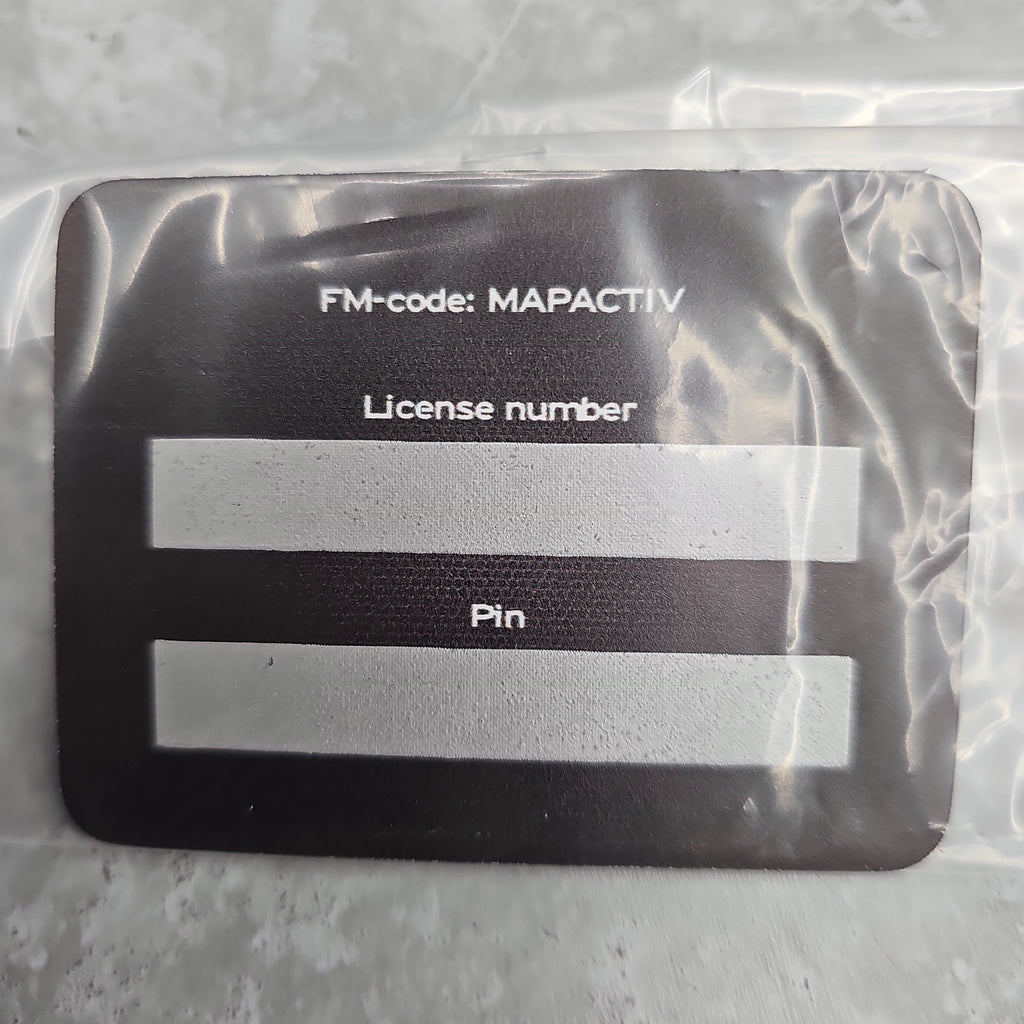 FM-code: MAPACTIV
License number
Pin